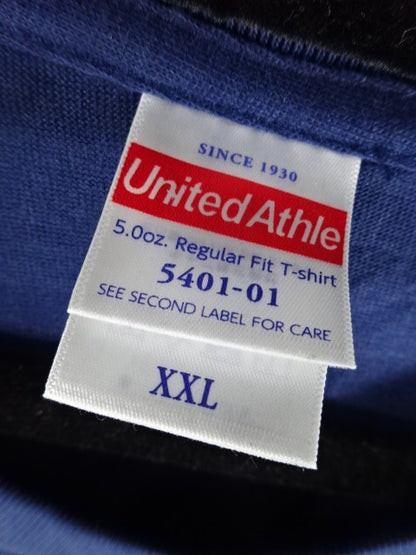 SINCE 1930
UnitedAthle
5.0oz. Regular Fit T-shirt
5401-01
SEE SECOND LABEL FOR CARE
XXL